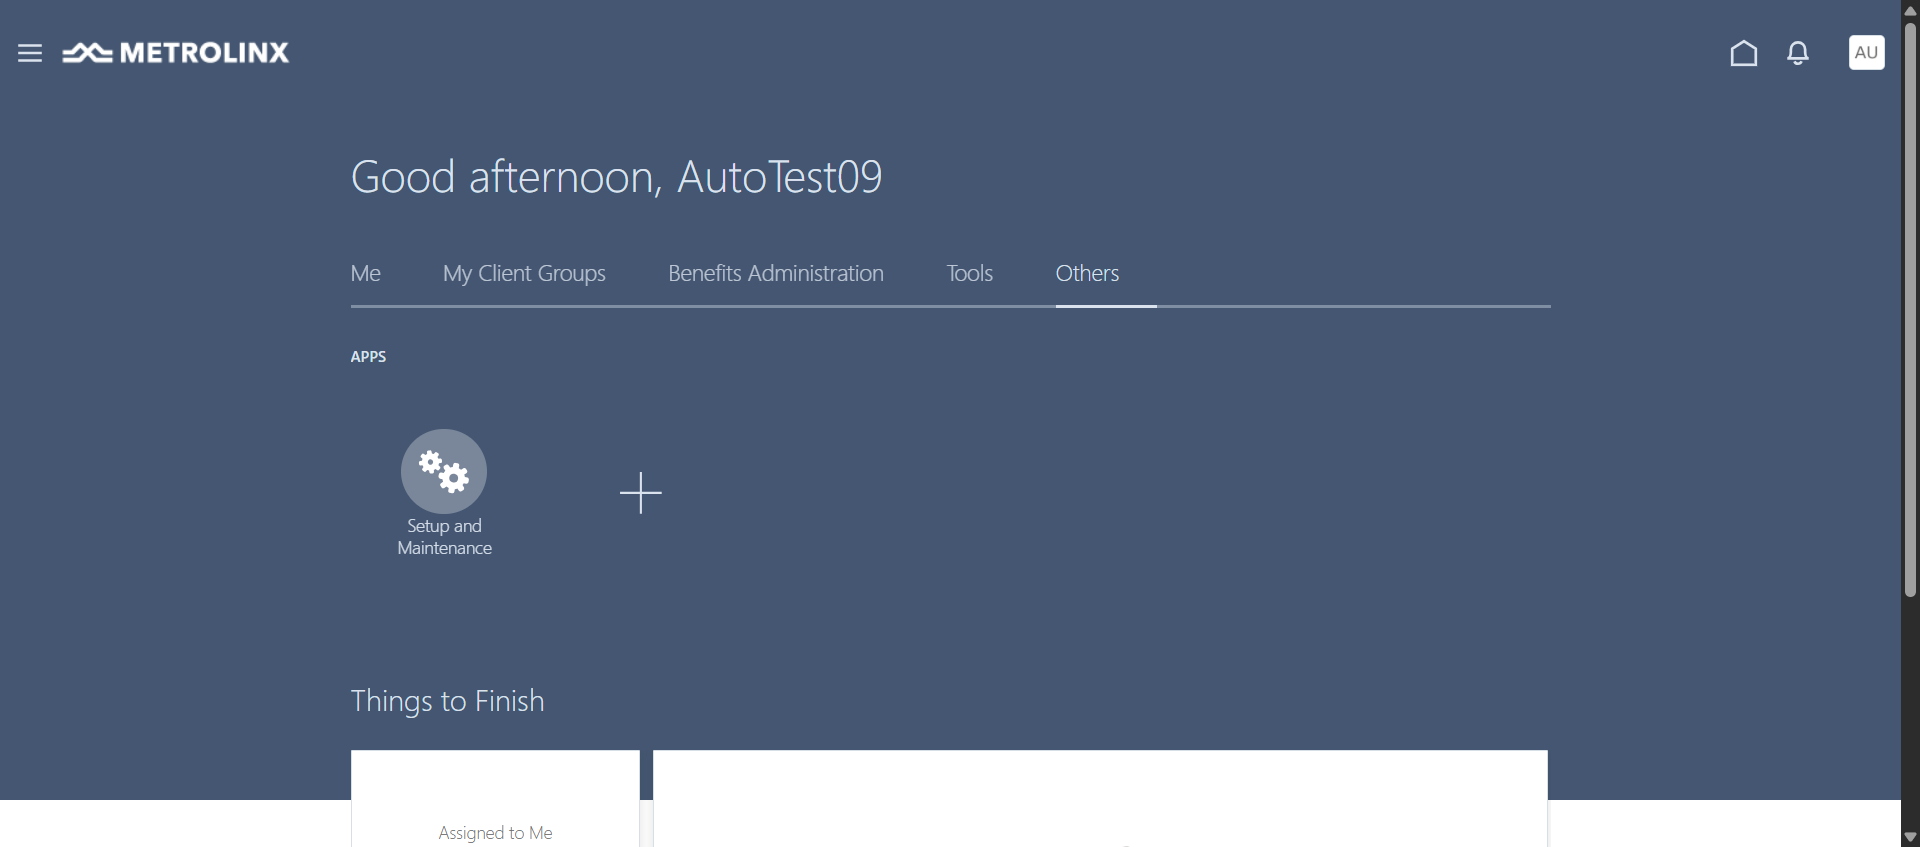 METROLINX
AU
Good afternoon, AutoTest09
Me
My Client Groups
Benefits Administration
Tools
Others
APPS
Setup and
Maintenance
Things to Finish
Assigned to Me